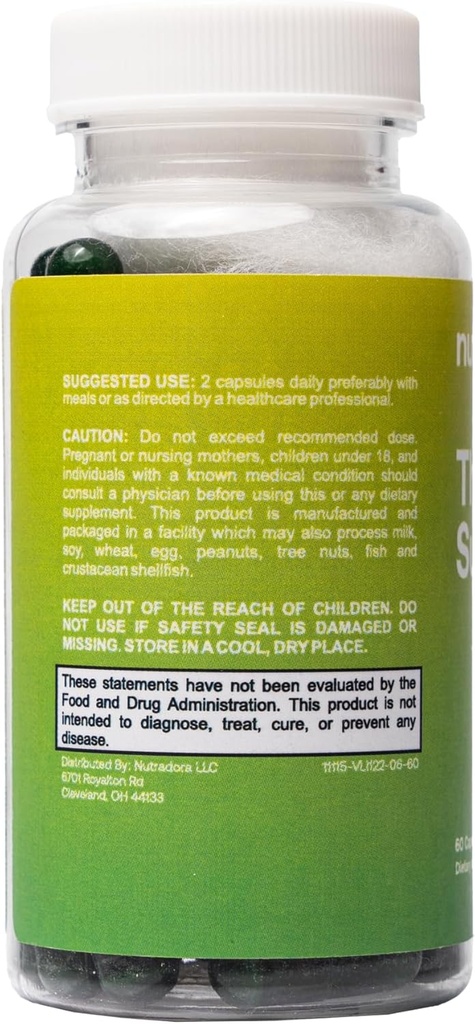 SUGGESTED USE: 2 capsules daily preferably with
meals or as directed by a healthcare professional.
CAUTION: Do not exceed recommended dose.
Pregnant or nursing mothers, children under 18, and
individuals with a known medical condition should
consult a physician before using this or any dietary
supplement. This product is manufactured and
packaged in a facility which may also process milk,
soy, wheat, egg, peanuts, tree nuts, fish and
crustacean shellfish.
KEEP OUT OF THE REACH OF CHILDREN. DO
NOT USE IF SAFETY SEAL IS DAMAGED OR
MISSING. STORE IN A COOL, DRY PLACE.
These statements have not been evaluated by the
Food and Drug Administration. This product is not
intended to diagnose, treat, cure, or prevent any
disease.
Distributed By: Nutradora LLC
6701 Royalton Rd
Cleveland, OH 44133
nu
60